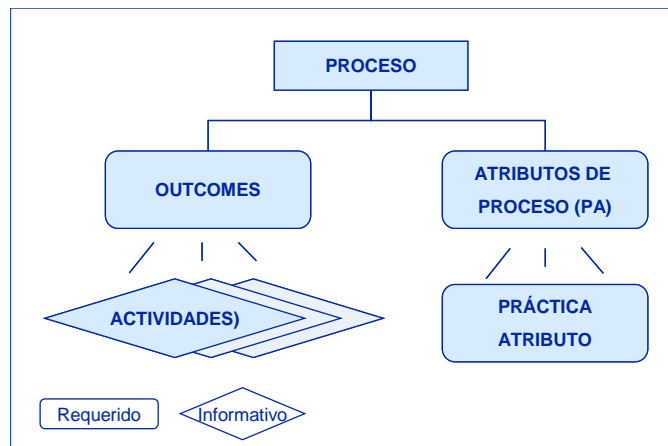 PROCESO
OUTCOMES
ATRIBUTOS DE
PROCESO (PA)
ACTIVIDADES)
PRÁCTICA
ATRIBUTO
Requerido
Informativo